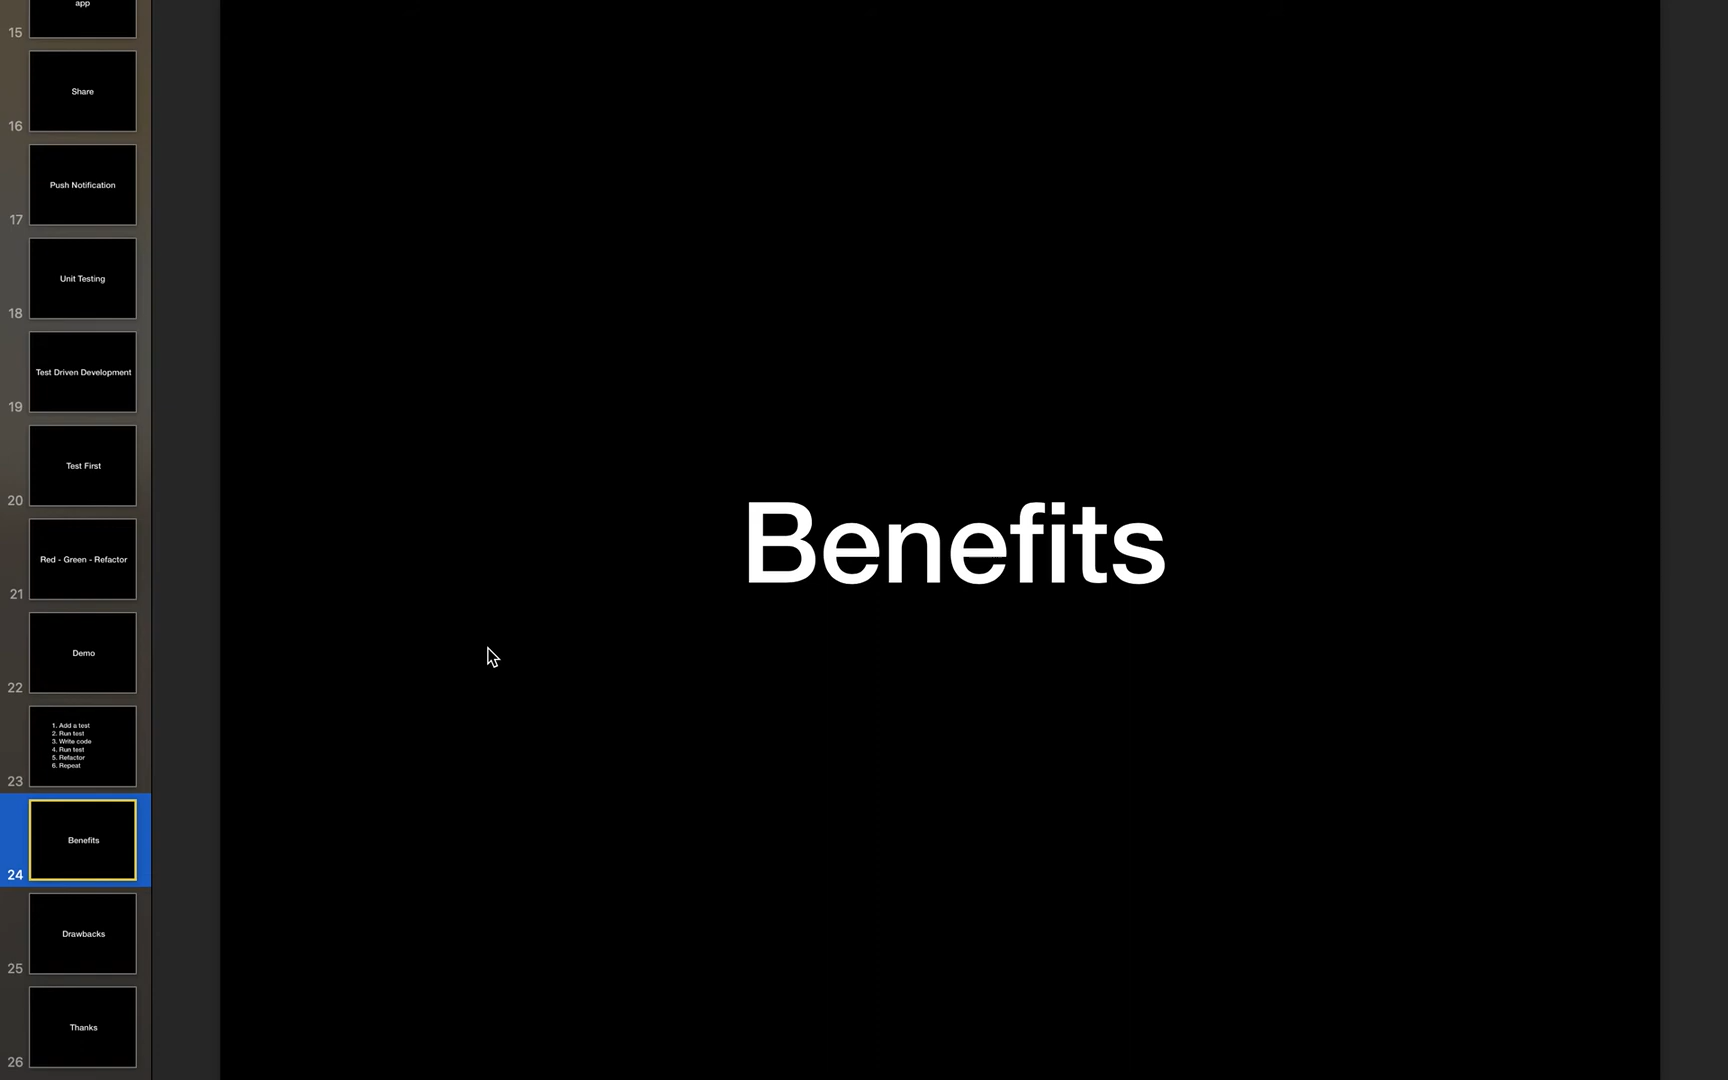 app
15
Share
16
Push Notification
17
Unit Testing
18
Test Driven Development
19
Test First
20
Red - Green - Refactor
21
Demo
22
1. Add a test
2. Run test
3. Write code
4. Run test
5. Refactor
6. Repeat
23
Benefits
24
Drawbacks
25
Thanks
26
Benefits